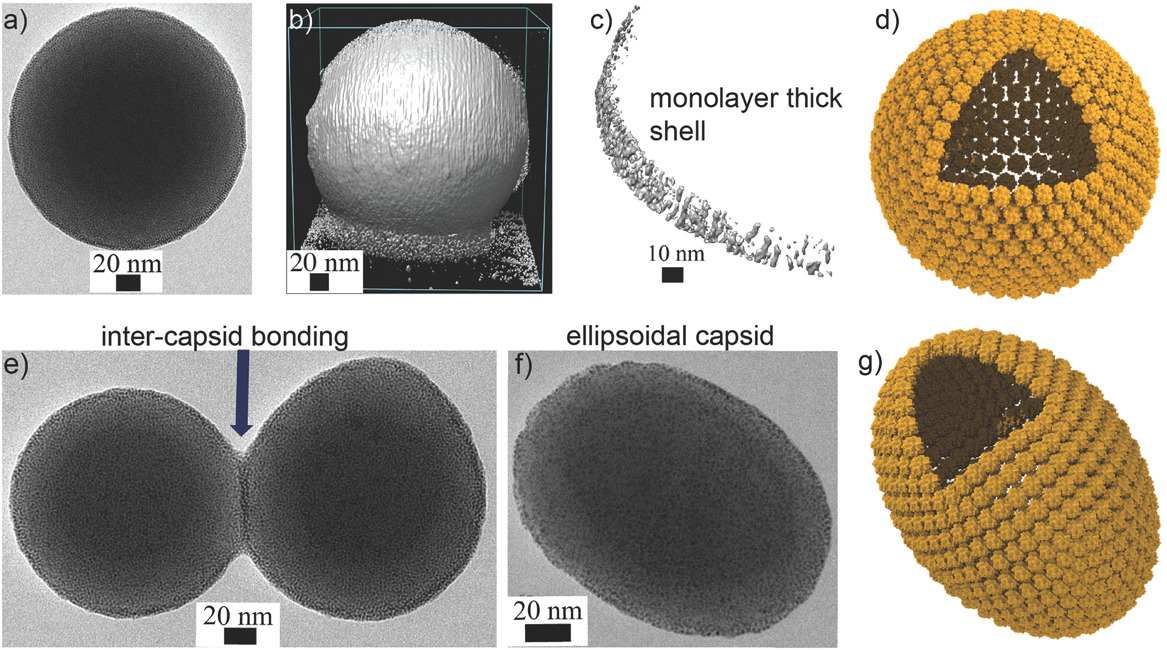 a)
b)
c)
d)
monolayer thick
shell
20 nm
20 nm
10 nm
inter-capsid bonding
ellipsoidal capsid
e)
f)
g)
20 nm
20 nm